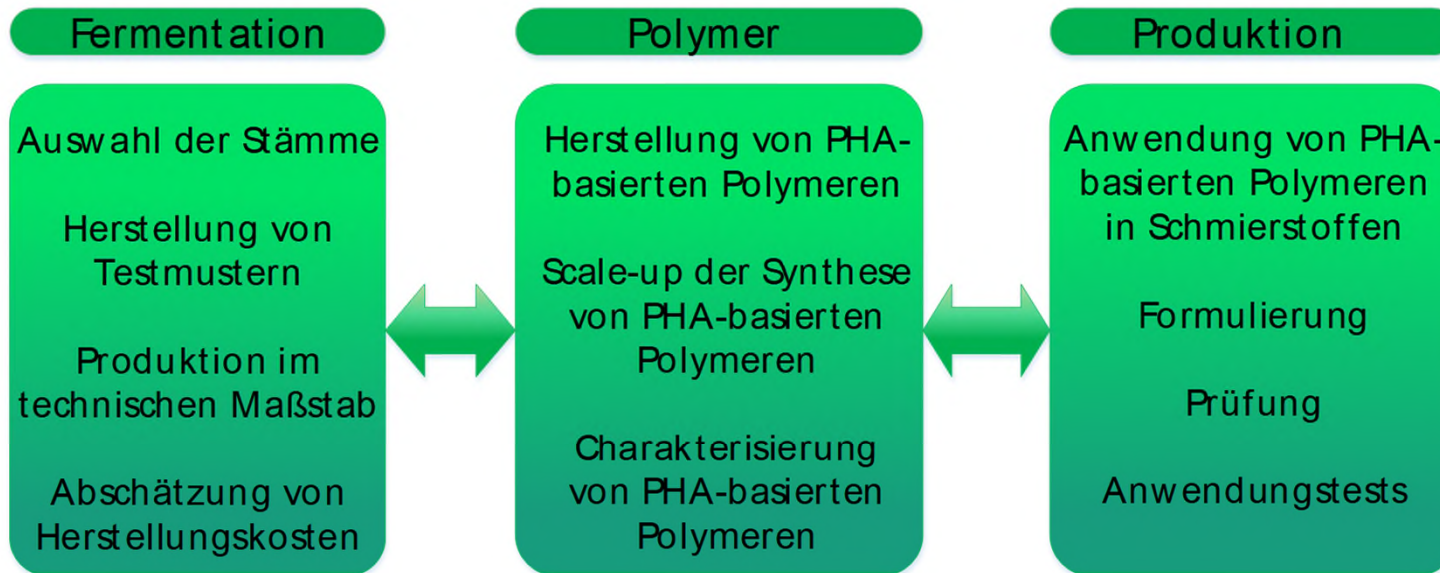 Fermentation
Auswahl der Stämme
Herstellung von
Testmustern
Produktion im
technischen Maßstab
Abschätzung von
Herstellungskosten
Polymer
Herstellung von PHA-
basierten Polymeren
Scale-up der Synthese
von PHA-basierten
Polymeren
Charakterisierung
von PHA-basierten
Polymeren
Produktion
Anwendung von PHA-
basierten Polymeren
in Schmierstoffen
Formulierung
Prüfung
Anwendungstests